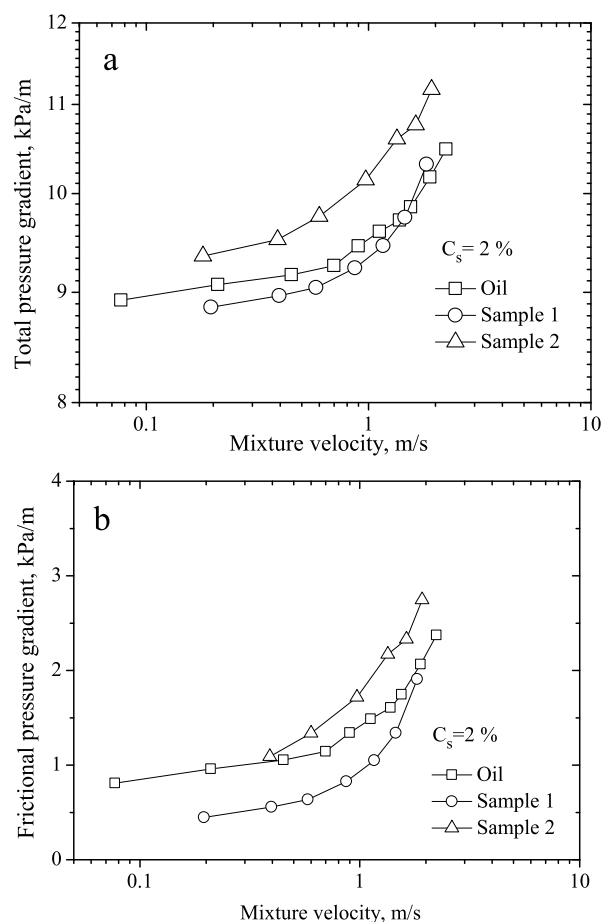 a
Total pressure gradient, kPa/m
12
11
10
9
8
C_s= 2 %
Oil
Sample 1
Sample 2
0.1 1 10
Mixture velocity, m/s
b
Frictional pressure gradient, kPa/m
4
3
2
1
0
C_s=2 %
Oil
Sample 1
Sample 2
0.1 1 10
Mixture velocity, m/s